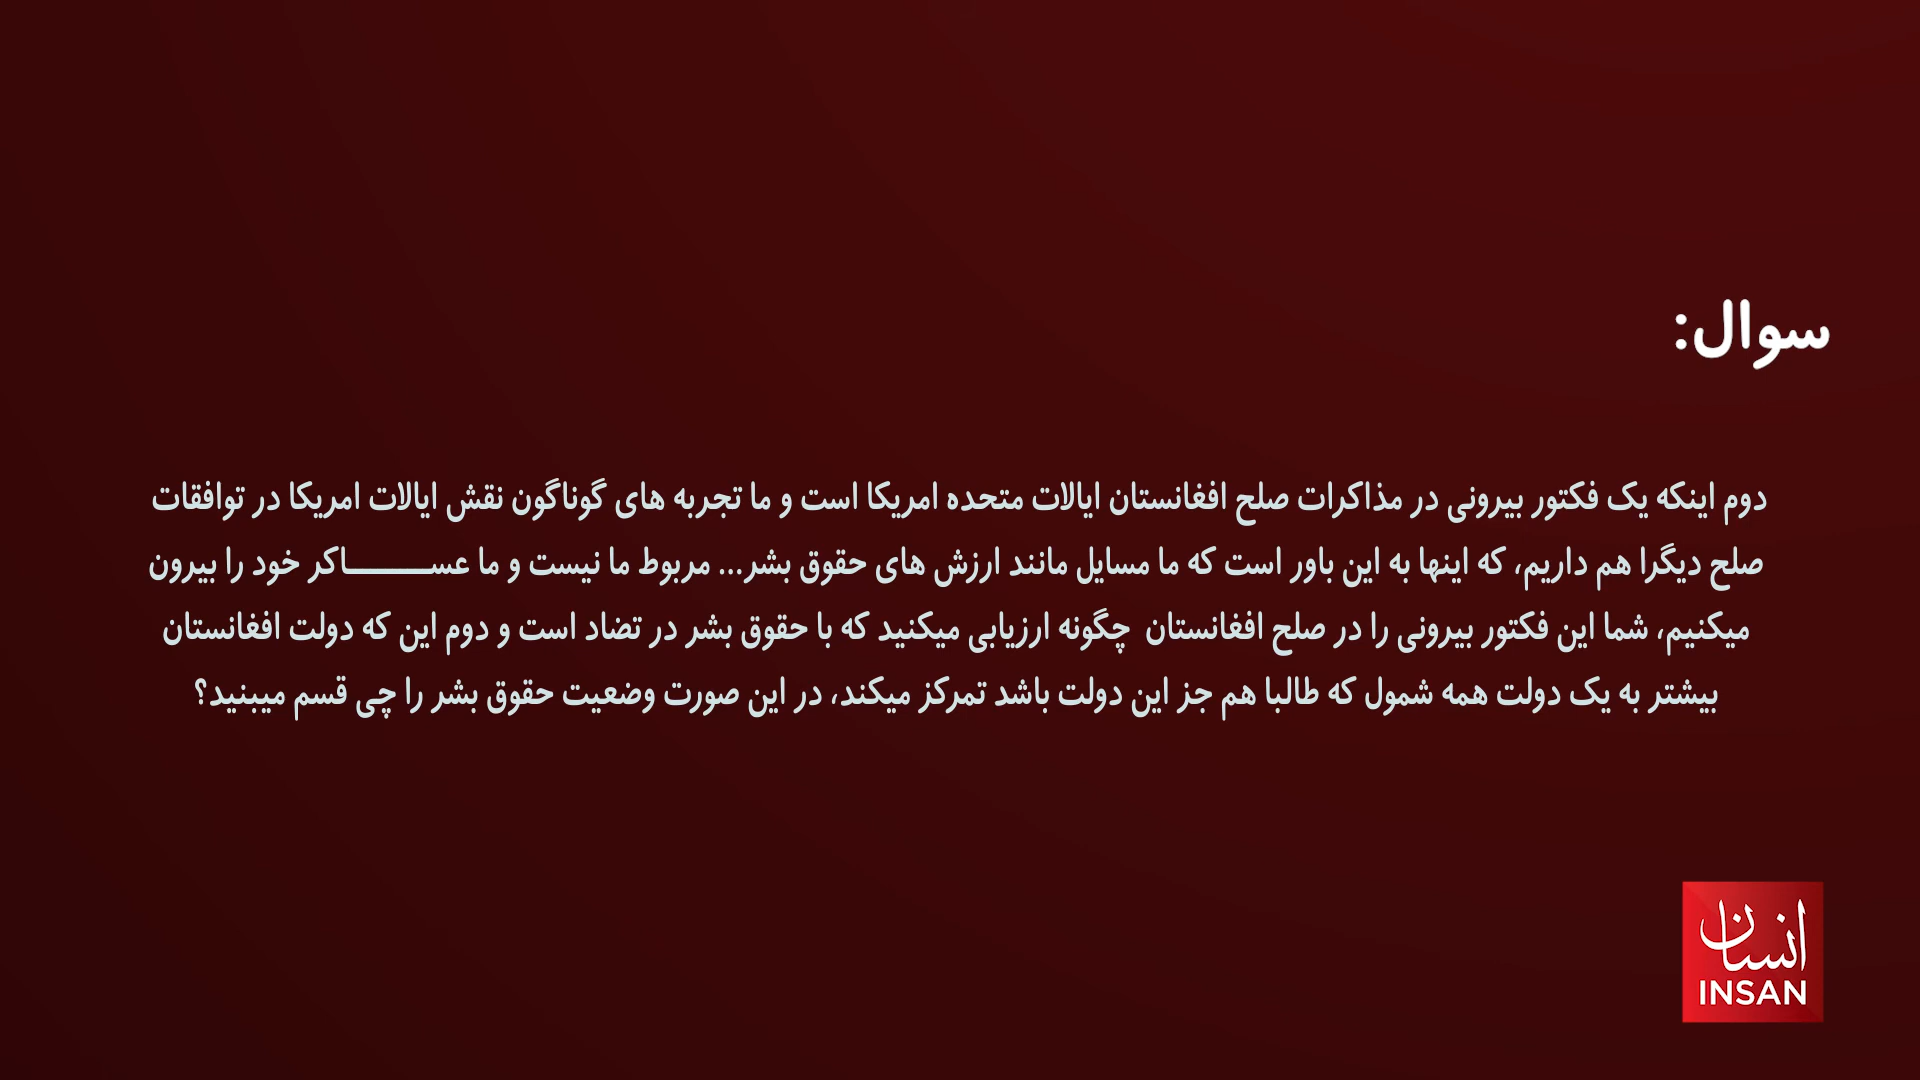 سوال:
دوم اینکه یک فکتور بیرونی در مذاکرات صلح افغانستان ایالات متحده امریکا است و ما تجربه های گوناگون نقش ایالات امریکا در توافقات
صلح دیگرا هم داریم، که اینها به این باور است که ما مسایل مانند ارزش های حقوق بشر... مربوط ما نیست و ما عســـــــاکر خود را بیرون
میکنیم، شما این فکتور بیرونی را در صلح افغانستان چگونه ارزیابی میکنید که با حقوق بشر در تضاد است و دوم این که دولت افغانستان
بیشتر به یک دولت همه شمول که طالبا هم جز این دولت باشد تمرکز میکند، در این صورت وضعیت حقوق بشر را چی قسم میبنید؟
انسان
INSAN